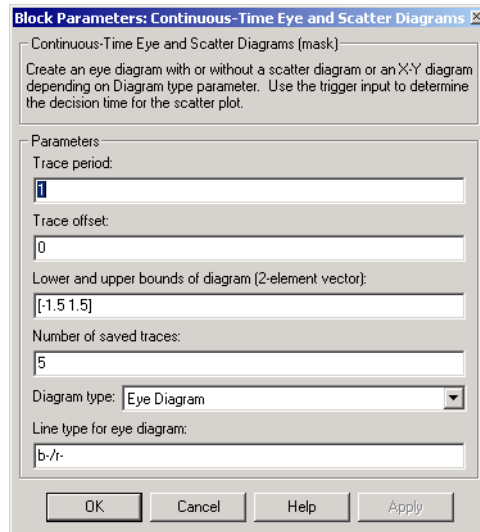 Block Parameters: Continuous-Time Eye and Scatter Diagrams
Continuous-Time Eye and Scatter Diagrams (mask)
Create an eye diagram with or without a scatter diagram or an X-Y diagram
depending on Diagram type parameter. Use the trigger input to determine
the decision time for the scatter plot.
Parameters
Trace period:
1
Trace offset:
0
Lower and upper bounds of diagram (2-element vector):
[-1.5 1.5]
Number of saved traces:
5
Diagram type: Eye Diagram
Line type for eye diagram:
b-/r-
OK Cancel Help Apply